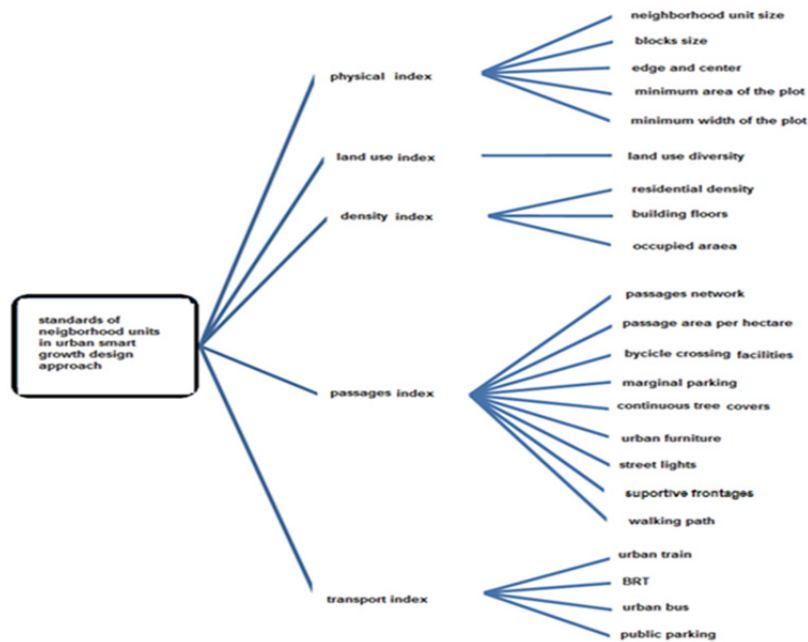 standards of
neigborhood units
in urban smart
growth design
approach
physical index
neighborhood unit size
blocks size
edge and center
minimum area of the plot
minimum width of the plot
land use index
land use diversity
density index
residential density
building floors
occupied araea
passages index
passages network
passage area per hectare
bycicle crossing facilities
marginal parking
continuous tree covers
urban furniture
street lights
suportive frontages
walking path
transport index
urban train
BRT
urban bus
public parking